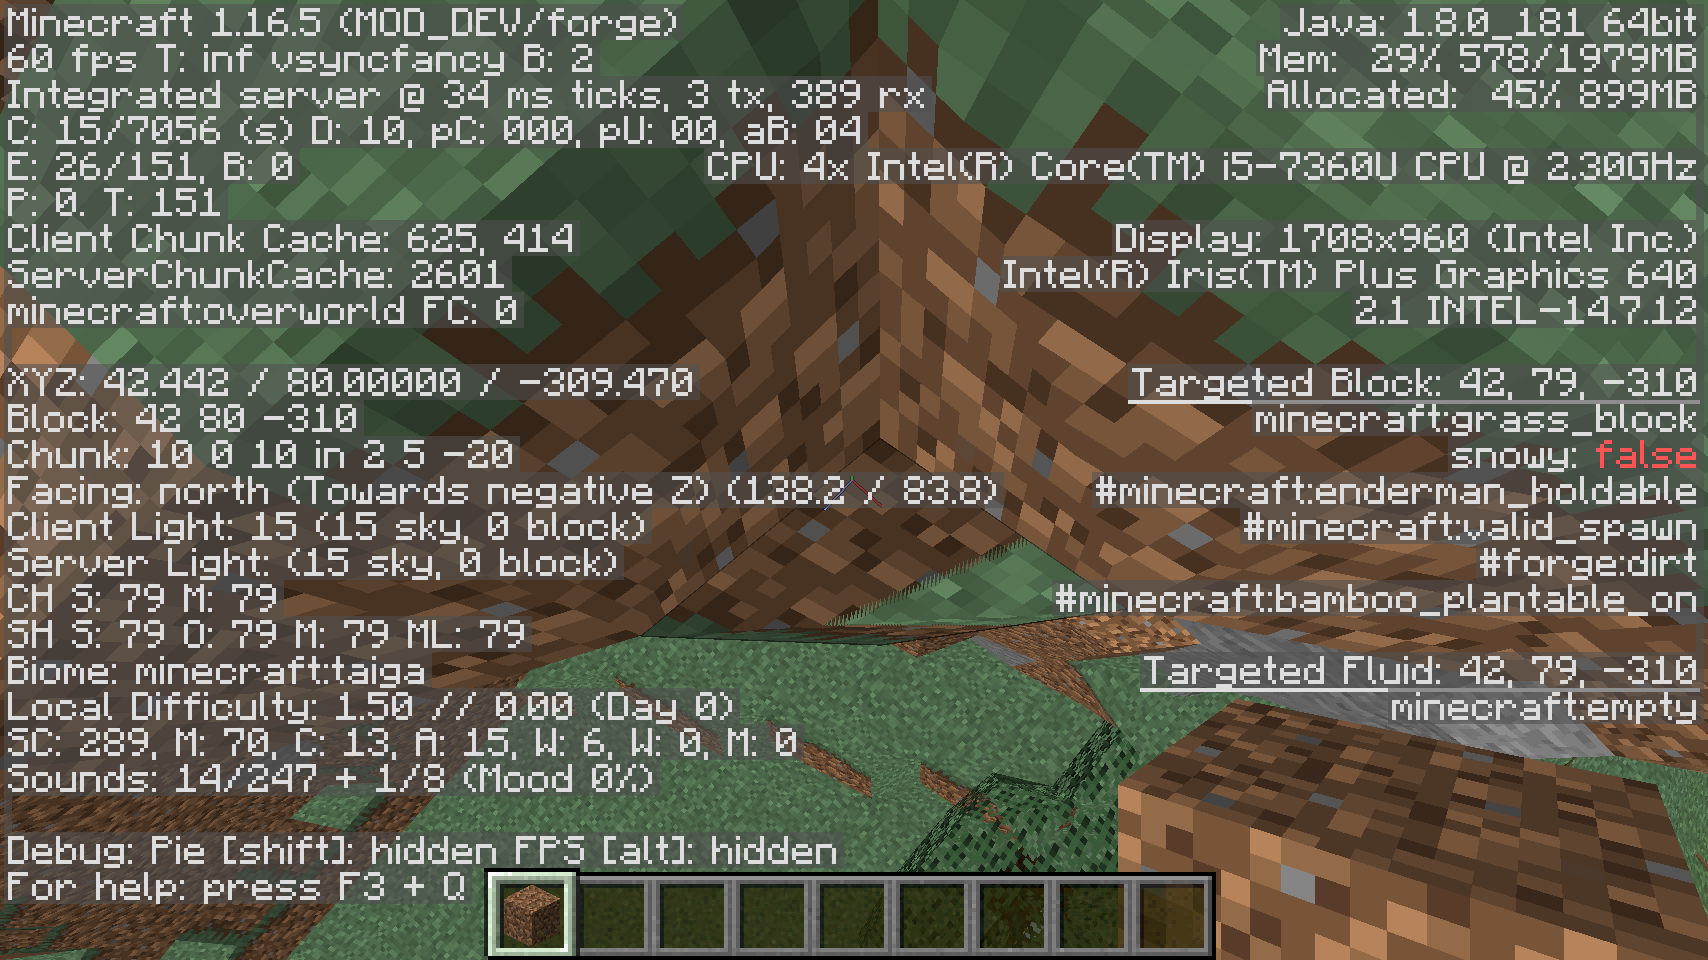 Minecraft 1.16.5 (MOD_DEV/forge)
60 fps T: inf vsyncfancy B: 2
Integrated server @ 34 ms ticks, 3 tx, 389 rx
C: 15/7056 (s) D: 10, pC: 000, pU: 00, aB: 04
E: 26/151, B: 0
P: 0. T: 151
Client Chunk Cache: 625, 414
ServerChunkCache: 2601
minecraft:overworld FC: 0
XYZ: 42.442 / 80.00000 / -309.470
Block: 42 80 -310
Chunk: 10 0 10 in 2 5 -20
Facing: north (Towards negative Z) (138.2 / 83.8)
Client Light: 15 (15 sky, 0 block)
Server Light: (15 sky, 0 block)
CH S: 79 M: 79
SH S: 79 O: 79 M: 79 ML: 79
Biome: minecraft:taiga
Local Difficulty: 1.50 // 0.00 (Day 0)
SC: 289, M: 70, C: 13, A: 15, W: 6, W: 0, M: 0
Sounds: 14/247 + 1/8 (Mood 0%)
Debug: Pie [shift]: hidden FPS [alt]: hidden
For help: press F3 + Q
Java: 1.8.0_181 64bit
Mem: 29% 578/1979MB
Allocated: 45% 899MB
CPU: 4x Intel(R) Core(TM) i5-7360U CPU @ 2.30GHz
Display: 1708x960 (Intel Inc.)
Intel(R) Iris(TM) Plus Graphics 640
2.1 INTEL-14.7.12
Targeted Block: 42, 79, -310
minecraft:grass_block
snowy: false
#minecraft:enderman_holdable
#minecraft:valid_spawn
#forge:dirt
#minecraft:bamboo_plantable_on
Targeted Fluid: 42, 79, -310
minecraft:empty